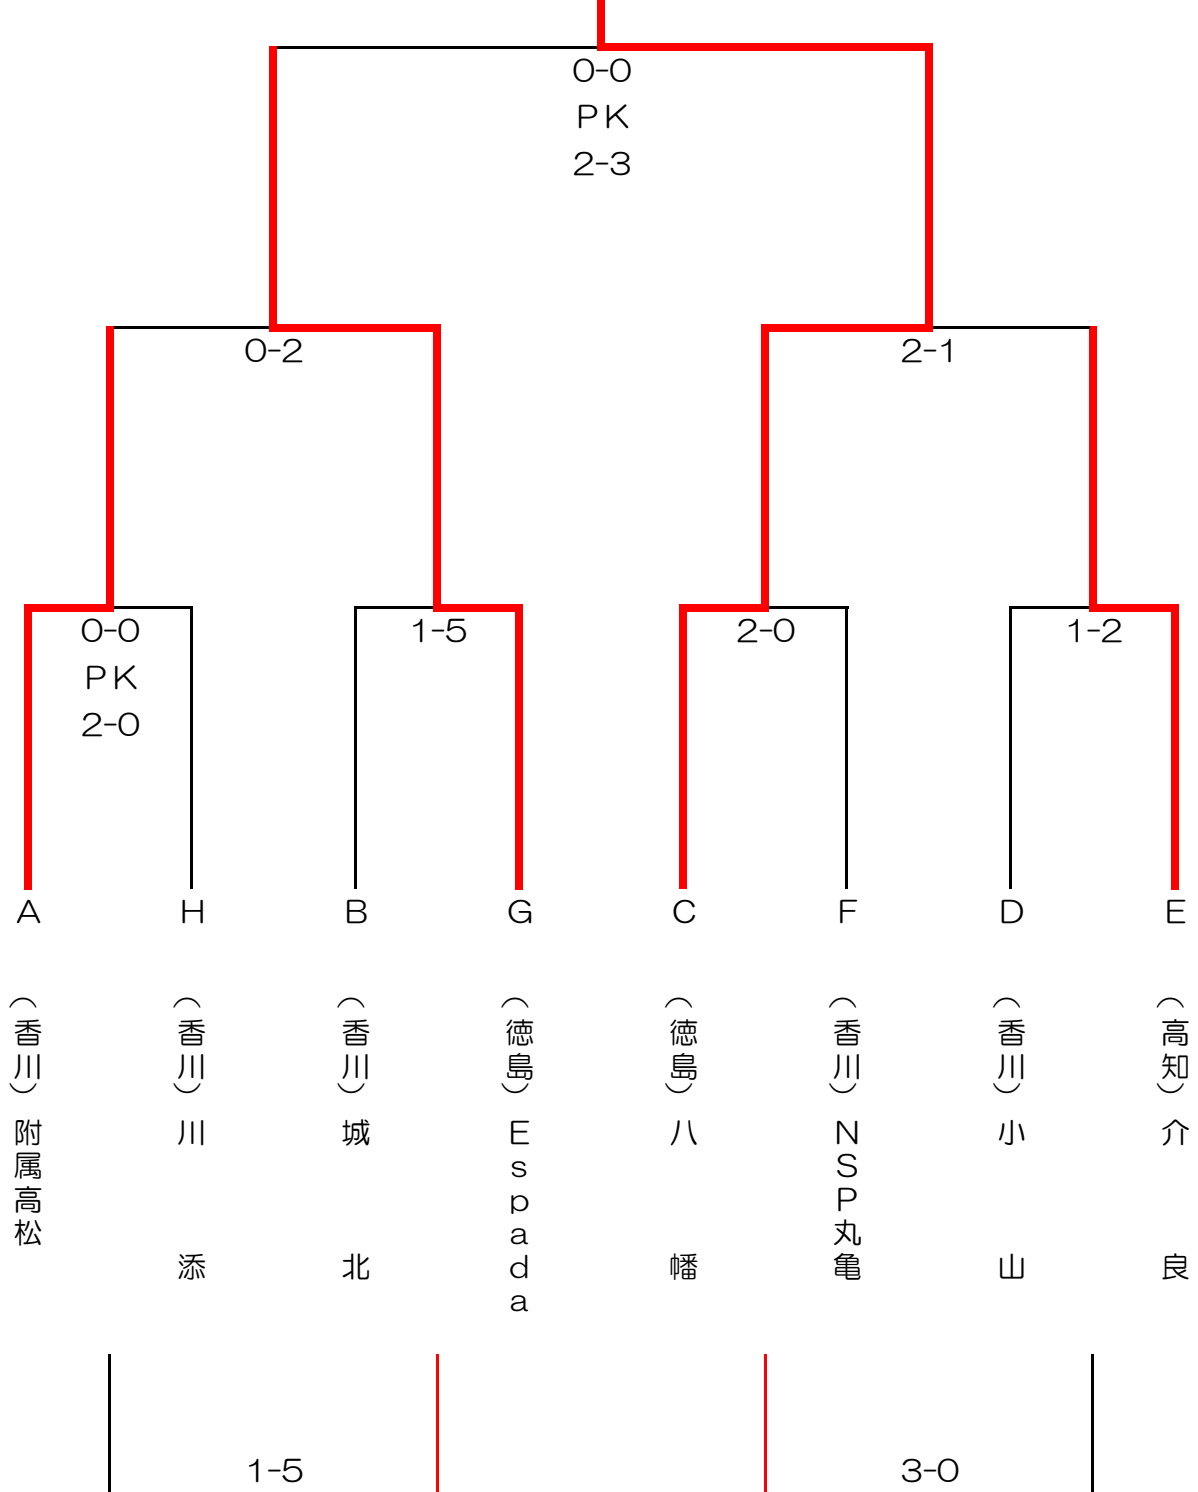 0-0
PK
2-3
0-2
2-1
0-0
PK
2-0
1-5
2-0
1-2
A
H
B
G
C
F
D
E
（香川）附属高松
（香川）川添
（香川）城北
（徳島）Espada
（徳島）八幡
（香川）NSP丸亀
（香川）小山
（高知）介良
1-5
3-0